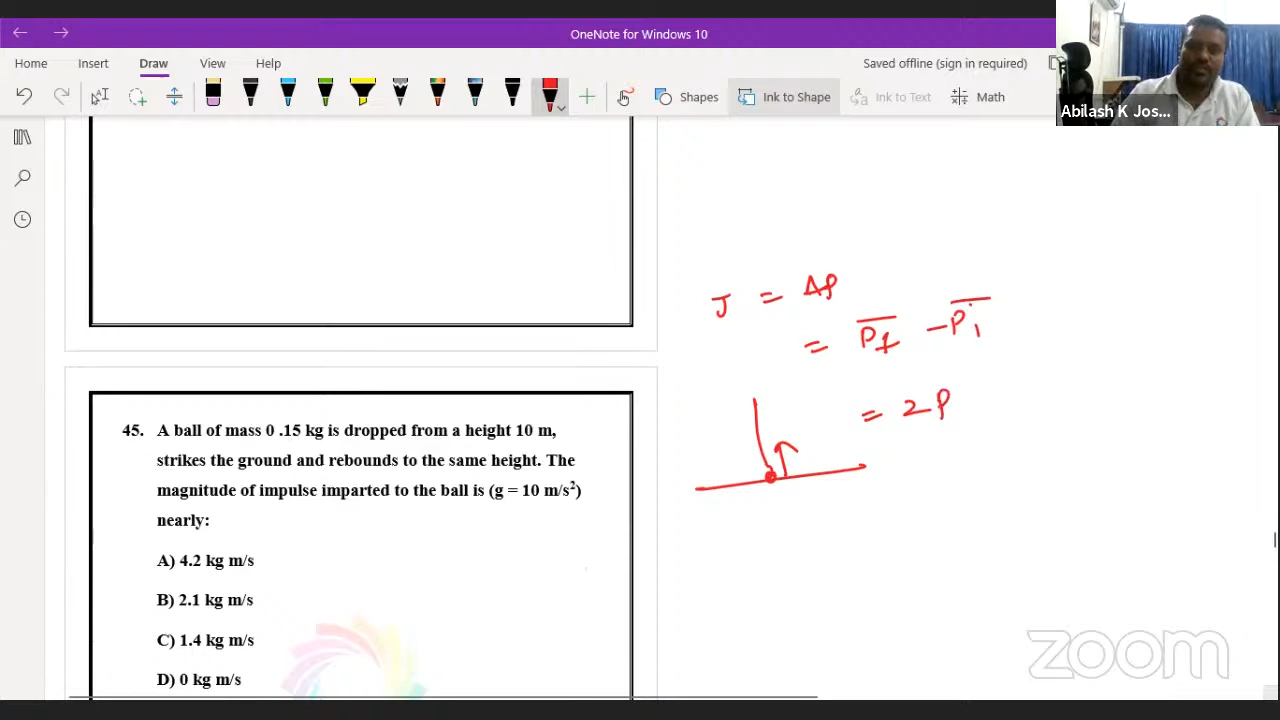 OneNote for Windows 10
Home Insert Draw View Help
Saved offline (sign in required)
Shapes
Ink to Shape
Ink to Text
Math
Abilash K Jos...
J = ΔP
= Pf - Pi
= 2P
45. A ball of mass 0 .15 kg is dropped from a height 10 m,
strikes the ground and rebounds to the same height. The
magnitude of impulse imparted to the ball is (g = 10 m/s²)
nearly:
A) 4.2 kg m/s
B) 2.1 kg m/s
C) 1.4 kg m/s
D) 0 kg m/s
zoom